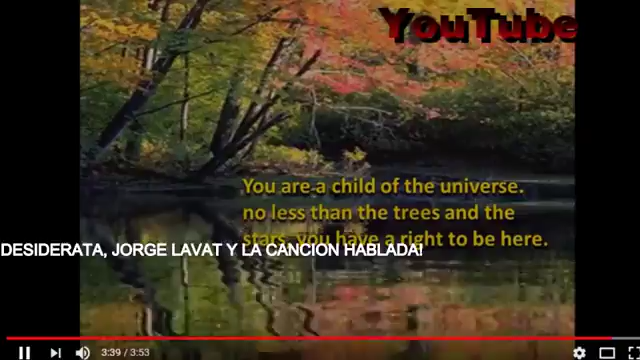 YouTube
You are a child of the universe.
no less than the trees and the
stars, you have a right to be here.
DESIDERATA, JORGE LAVAT Y LA CANCION HABLADA!
3:39 / 3:53